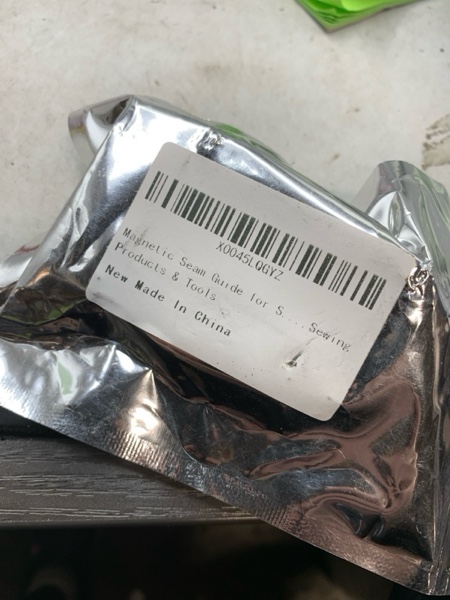 X0045LQGYZ
Magnetic Seam Guide for S....Sewing
Products & Tools
New Made In China